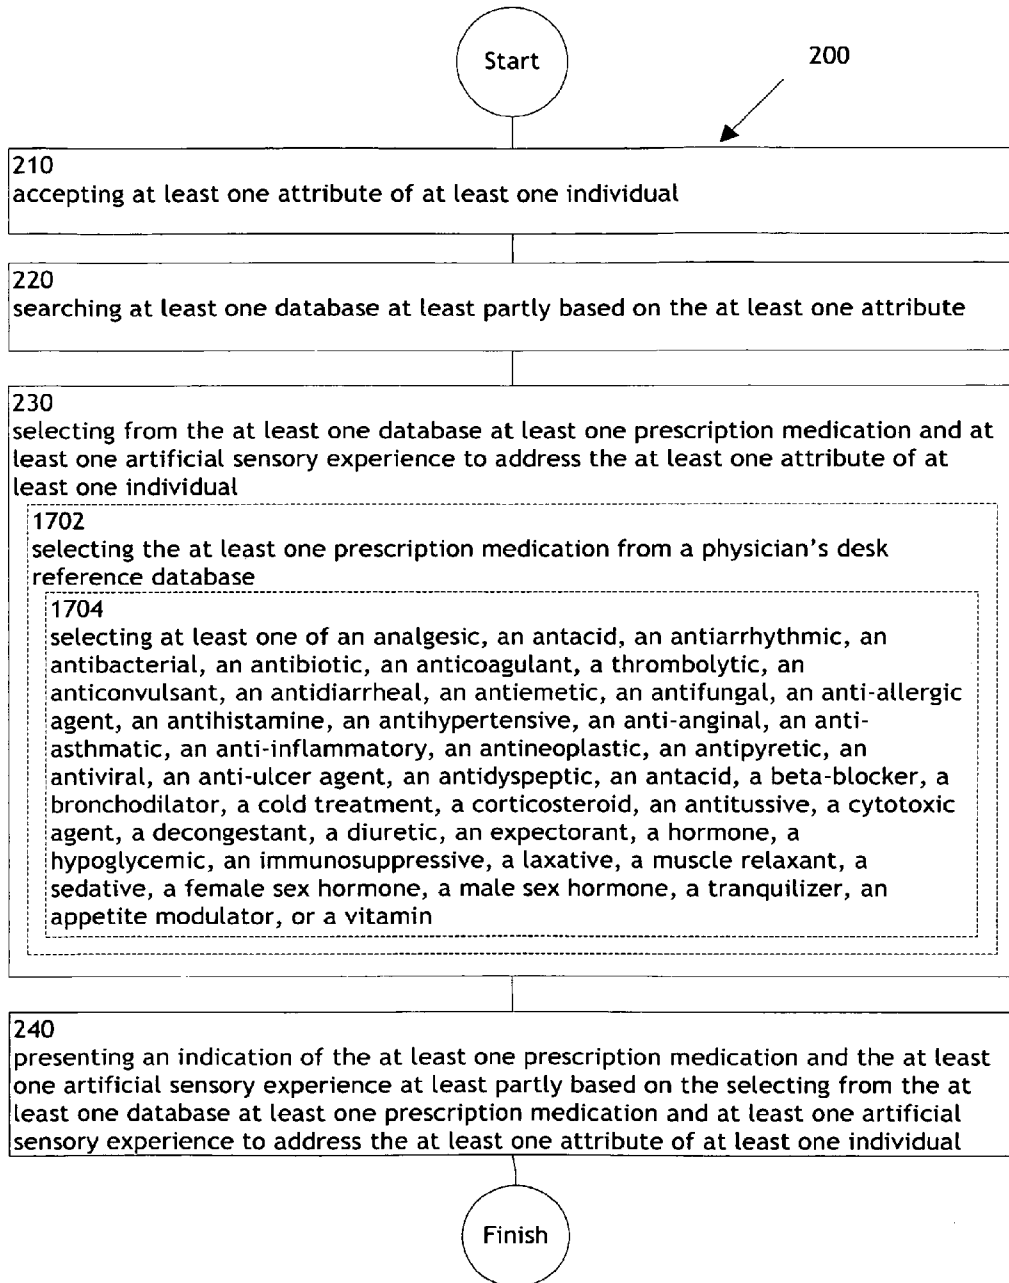 Start
200
210
accepting at least one attribute of at least one individual
220
searching at least one database at least partly based on the at least one attribute
230
selecting from the at least one database at least one prescription medication and at
least one artificial sensory experience to address the at least one attribute of at
least one individual
1702
selecting the at least one prescription medication from a physician's desk
reference database
1704
selecting at least one of an analgesic, an antacid, an antiarrhythmic, an
antibacterial, an antibiotic, an anticoagulant, a thrombolytic, an
anticonvulsant, an antidiarrheal, an antiemetic, an antifungal, an anti-allergic
agent, an antihistamine, an antihypertensive, an anti-anginal, an anti-
asthmatic, an anti-inflammatory, an antineoplastic, an antipyretic, an
antiviral, an anti-ulcer agent, an antidyspeptic, an antacid, a beta-blocker, a
bronchodilator, a cold treatment, a corticosteroid, an antitussive, a cytotoxic
agent, a decongestant, a diuretic, an expectorant, a hormone, a
hypoglycemic, an immunosuppressive, a laxative, a muscle relaxant, a
sedative, a female sex hormone, a male sex hormone, a tranquilizer, an
appetite modulator, or a vitamin
240
presenting an indication of the at least one prescription medication and the at least
one artificial sensory experience at least partly based on the selecting from the at
least one database at least one prescription medication and at least one artificial
sensory experience to address the at least one attribute of at least one individual
Finish